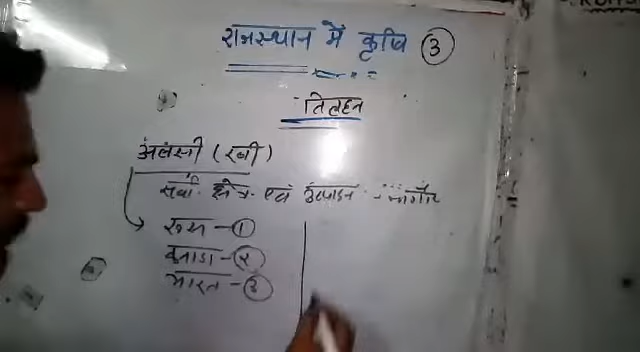 राजस्थान में कृषि ③
तिलहन
अलसी (रबी)
सर्वा. क्षेत्र एवं उत्पादन - नागौर
रूस - ①
कनाडा - ②
भारत - ③